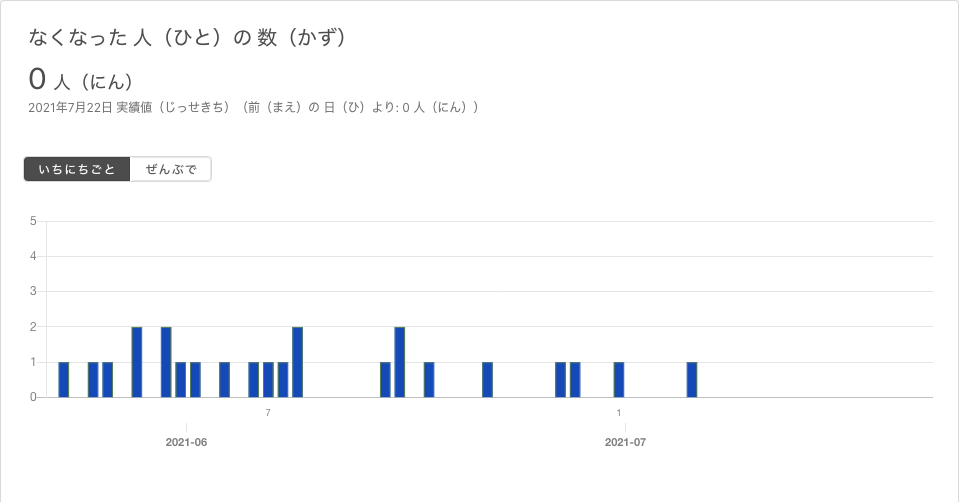 なくなった 人（ひと）の 数（かず）
0 人（にん）
2021年7月22日 実績値（じっせきち）（前（まえ）の 日（ひ）より: 0 人（にん））
いちにちごと ぜんぶで
5
4
3
2
1
0
7 1
2021-06 2021-07